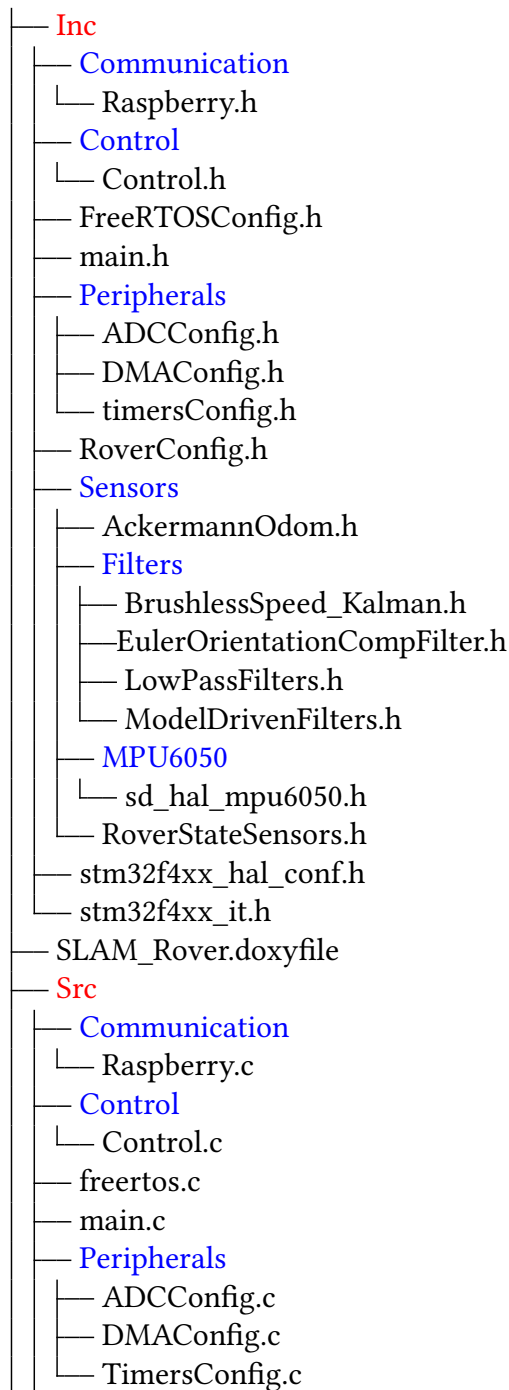 Inc
Communication
Raspberry.h
Control
Control.h
FreeRTOSConfig.h
main.h
Peripherals
ADCConfig.h
DMAConfig.h
timersConfig.h
RoverConfig.h
Sensors
AckermannOdom.h
Filters
BrushlessSpeed_Kalman.h
EulerOrientationCompFilter.h
LowPassFilters.h
ModelDrivenFilters.h
MPU6050
sd_hal_mpu6050.h
RoverStateSensors.h
stm32f4xx_hal_conf.h
stm32f4xx_it.h
SLAM_Rover.doxyfile
Src
Communication
Raspberry.c
Control
Control.c
freertos.c
main.c
Peripherals
ADCConfig.c
DMAConfig.c
TimersConfig.c